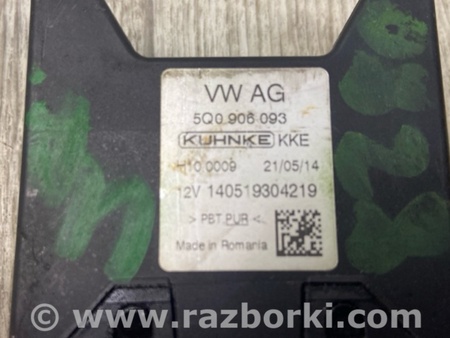 VW AG
5Q0 906 093
KUHNKE KKE
H10 0009 21/05/14
12V 140519304219
> PBT PUR <
Made in Romania
© www.razborki.com